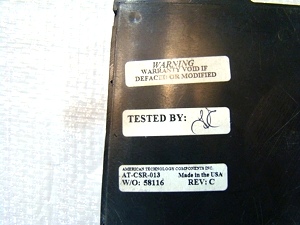 WARNING
WARRANTY VOID IF
DEFACED OR MODIFIED
TESTED BY:
AMERICAN TECHNOLOGY COMPONENTS INC.
AT-CSR-013 Made in the USA
W/O: 58116 REV: C